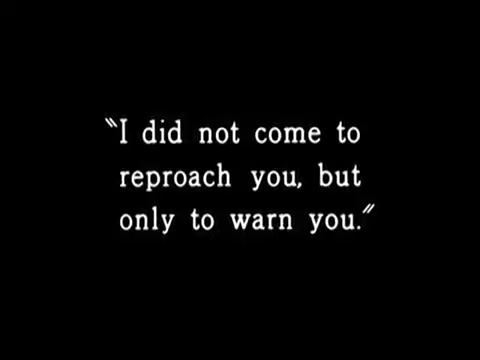 "I did not come to
reproach you, but
only to warn you."